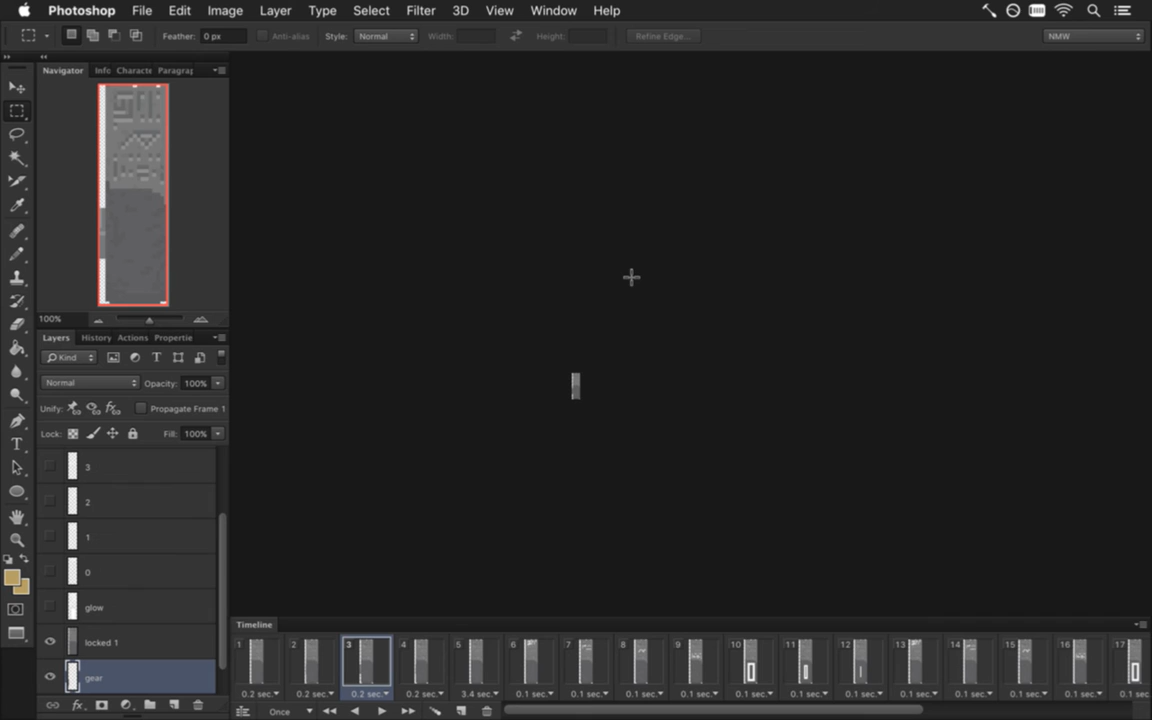 Photoshop File Edit Image Layer Type Select Filter 3D View Window Help
Feather: 0 px Anti-alias Style: Normal Width: Height: Refine Edge... NMW
Navigator Info Characte Paragrap
100%
Layers History Actions Propertie
Kind
Normal Opacity: 100%
Unify: Propagate Frame 1
Lock: Fill: 100%
3
2
1
0
glow
locked 1
gear
Timeline
1 2 3 4 5 6 7 8 9 10 11 12 13 14 15 16 17
0.2 sec. 0.2 sec. 0.2 sec. 0.2 sec. 3.4 sec. 0.1 sec. 0.1 sec. 0.1 sec. 0.1 sec. 0.1 sec. 0.1 sec. 0.1 sec. 0.1 sec. 0.1 sec. 0.1 sec. 0.1 sec. 0.1 sec
Once